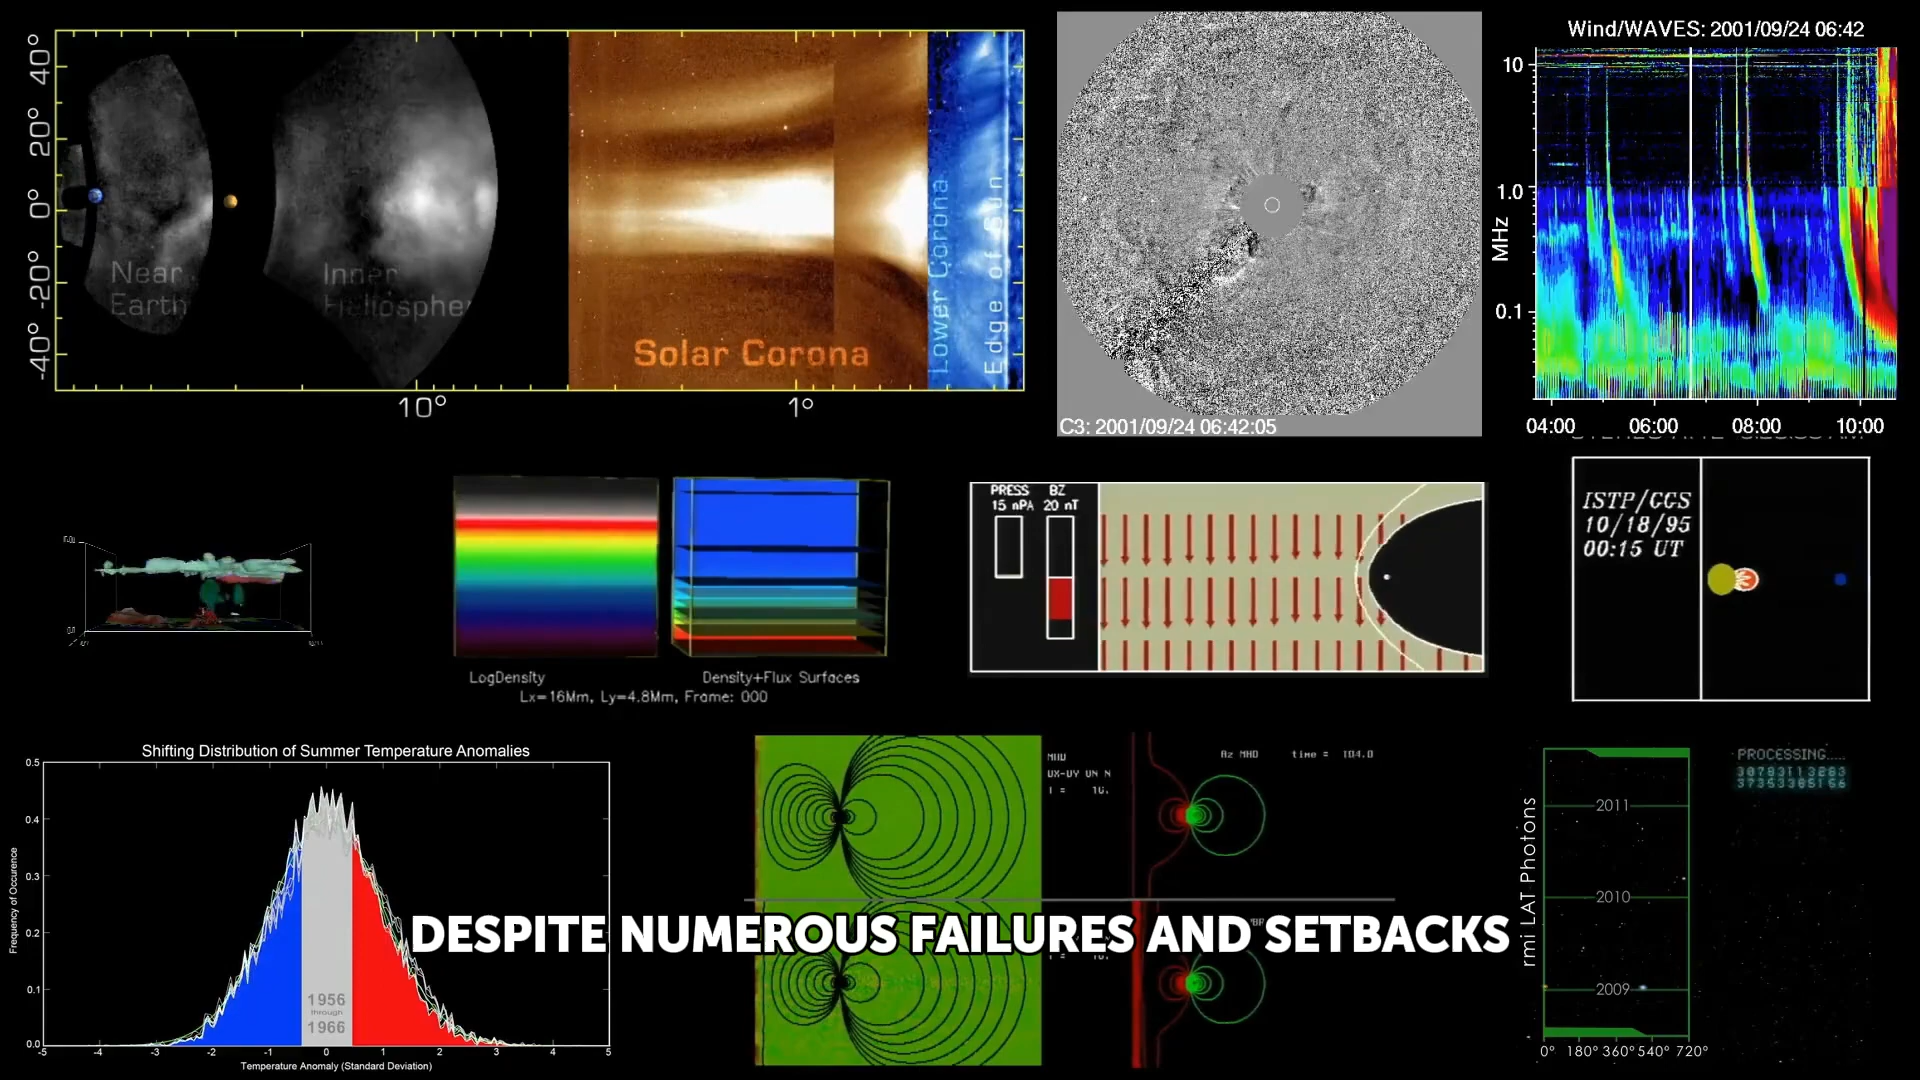 40°
20°
0°
-20°
-40°
Near
Earth
Inner
Heliospher
Solar Corona
Lower Corona
Edge of Sun
10°
1°
C3: 2001/09/24 06:42:05
Wind/WAVES: 2001/09/24 06:42
10
1.0
0.1
MHz
04:00 06:00 08:00 10:00
LogDensity
Density+Flux Surfaces
Lx=16Mm, Ly=4.8Mm, Frame: 000
PRESS BZ
15 nPA 20 nT
ISTP/GGS
10/18/95
00:15 UT
Shifting Distribution of Summer Temperature Anomalies
0.5
0.4
0.3
0.2
0.1
0.0
Frequency of Occurence
1956
through
1966
-5 -4 -3 -2 -1 0 1 2 3 4 5
Temperature Anomaly (Standard Deviation)
MHD
Bz MHD time = 104.0
DESPITE NUMEROUS FAILURES AND SETBACKS
rmi LAT Photons
2011
2010
2009
0° 180° 360° 540° 720°
PROCESSING.....